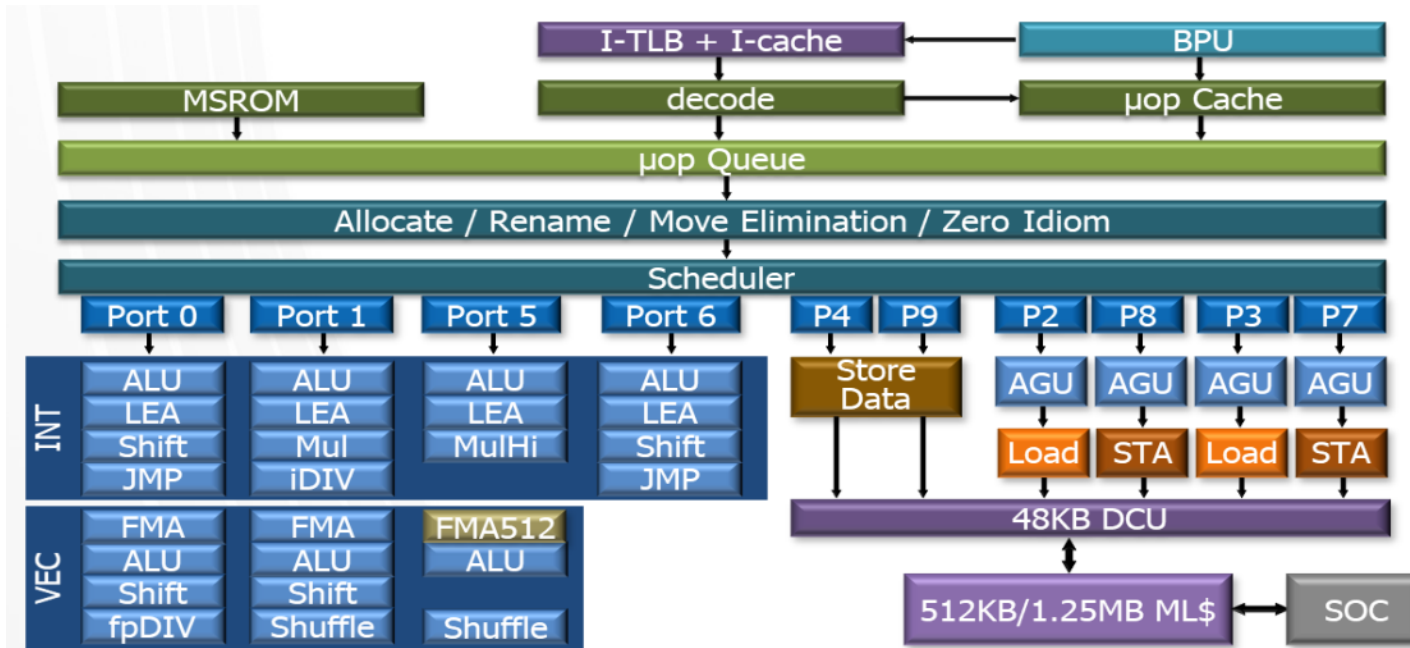 I-TLB + I-cache
BPU
MSROM
decode
µop Cache
µop Queue
Allocate / Rename / Move Elimination / Zero Idiom
Scheduler
Port 0
Port 1
Port 5
Port 6
P4
P9
P2
P8
P3
P7
INT
ALU
LEA
Shift
JMP
ALU
LEA
Mul
iDIV
ALU
LEA
MulHi
ALU
LEA
Shift
JMP
Store
Data
AGU
AGU
AGU
AGU
Load
STA
Load
STA
48KB DCU
VEC
FMA
ALU
Shift
fpDIV
FMA
ALU
Shift
Shuffle
FMA512
ALU
Shuffle
512KB/1.25MB ML$
SOC